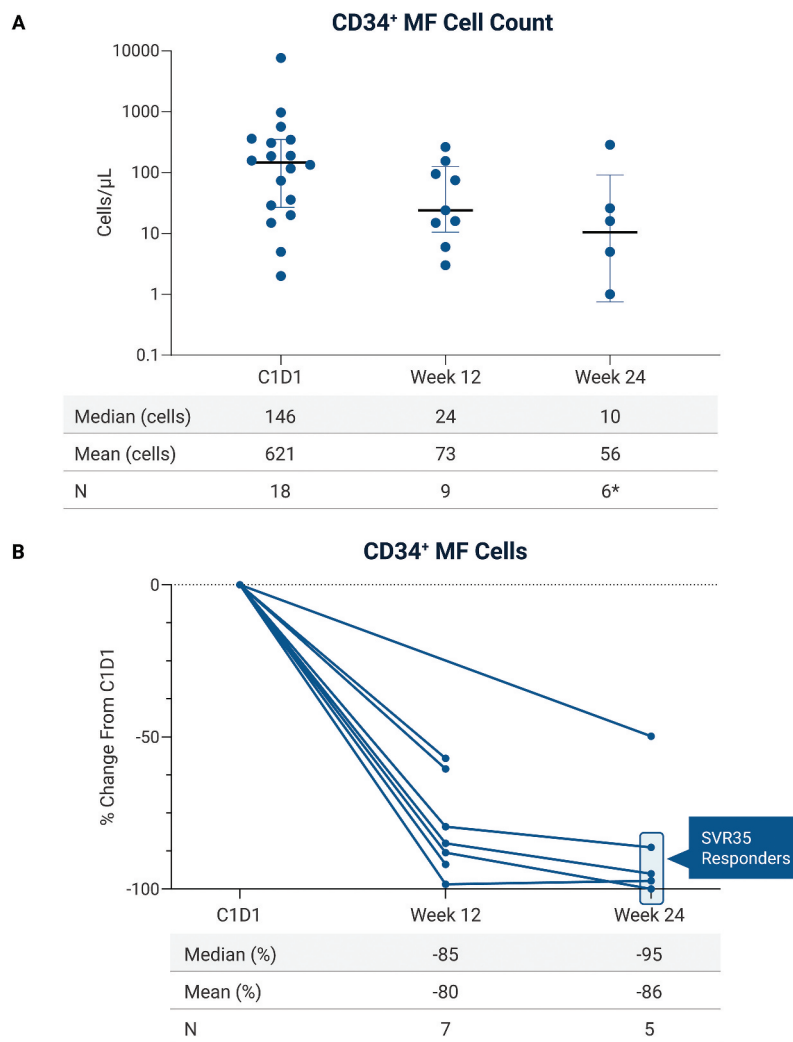 A
CD34⁺ MF Cell Count
10000
1000
100
10
1
0.1
Cells/µL
C1D1 Week 12 Week 24
Median (cells) 146 24 10
Mean (cells) 621 73 56
N 18 9 6*
B
CD34⁺ MF Cells
0
-50
-100
% Change From C1D1
SVR35
Responders
C1D1 Week 12 Week 24
Median (%) -85 -95
Mean (%) -80 -86
N 7 5